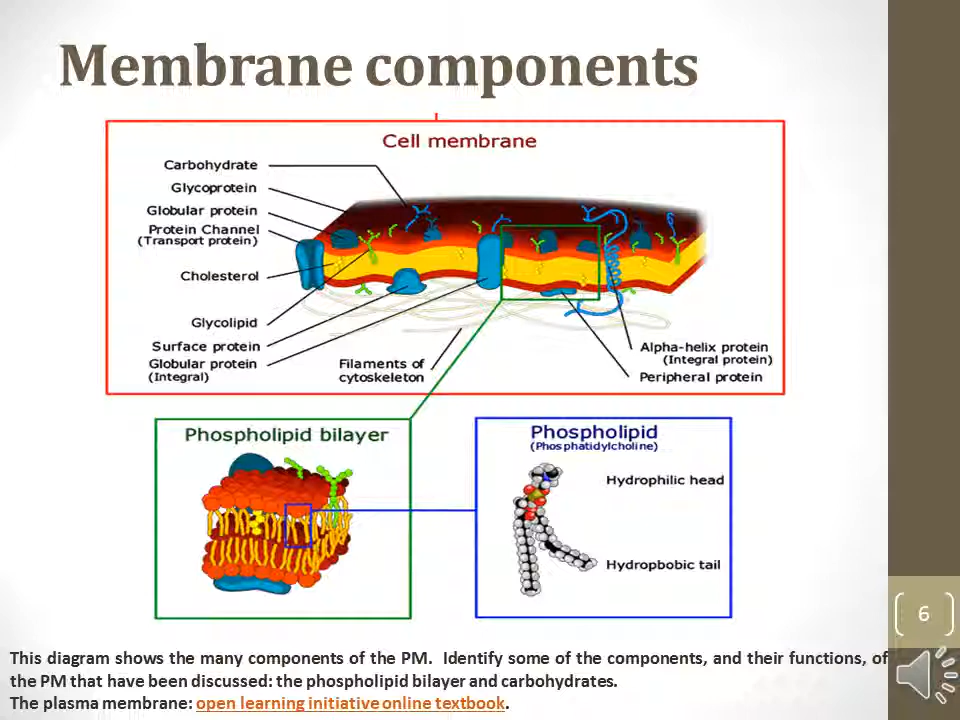 Membrane components
Cell membrane
Carbohydrate
Glycoprotein
Globular protein
Protein Channel
(Transport protein)
Cholesterol
Glycolipid
Surface protein
Globular protein
(Integral)
Filaments of
cytoskeleton
Alpha-helix protein
(Integral protein)
Peripheral protein
Phospholipid bilayer
Phospholipid
(Phosphatidylcholine)
Hydrophilic head
Hydropbobic tail
6
This diagram shows the many components of the PM. Identify some of the components, and their functions, of
the PM that have been discussed: the phospholipid bilayer and carbohydrates.
The plasma membrane: open learning initiative online textbook.